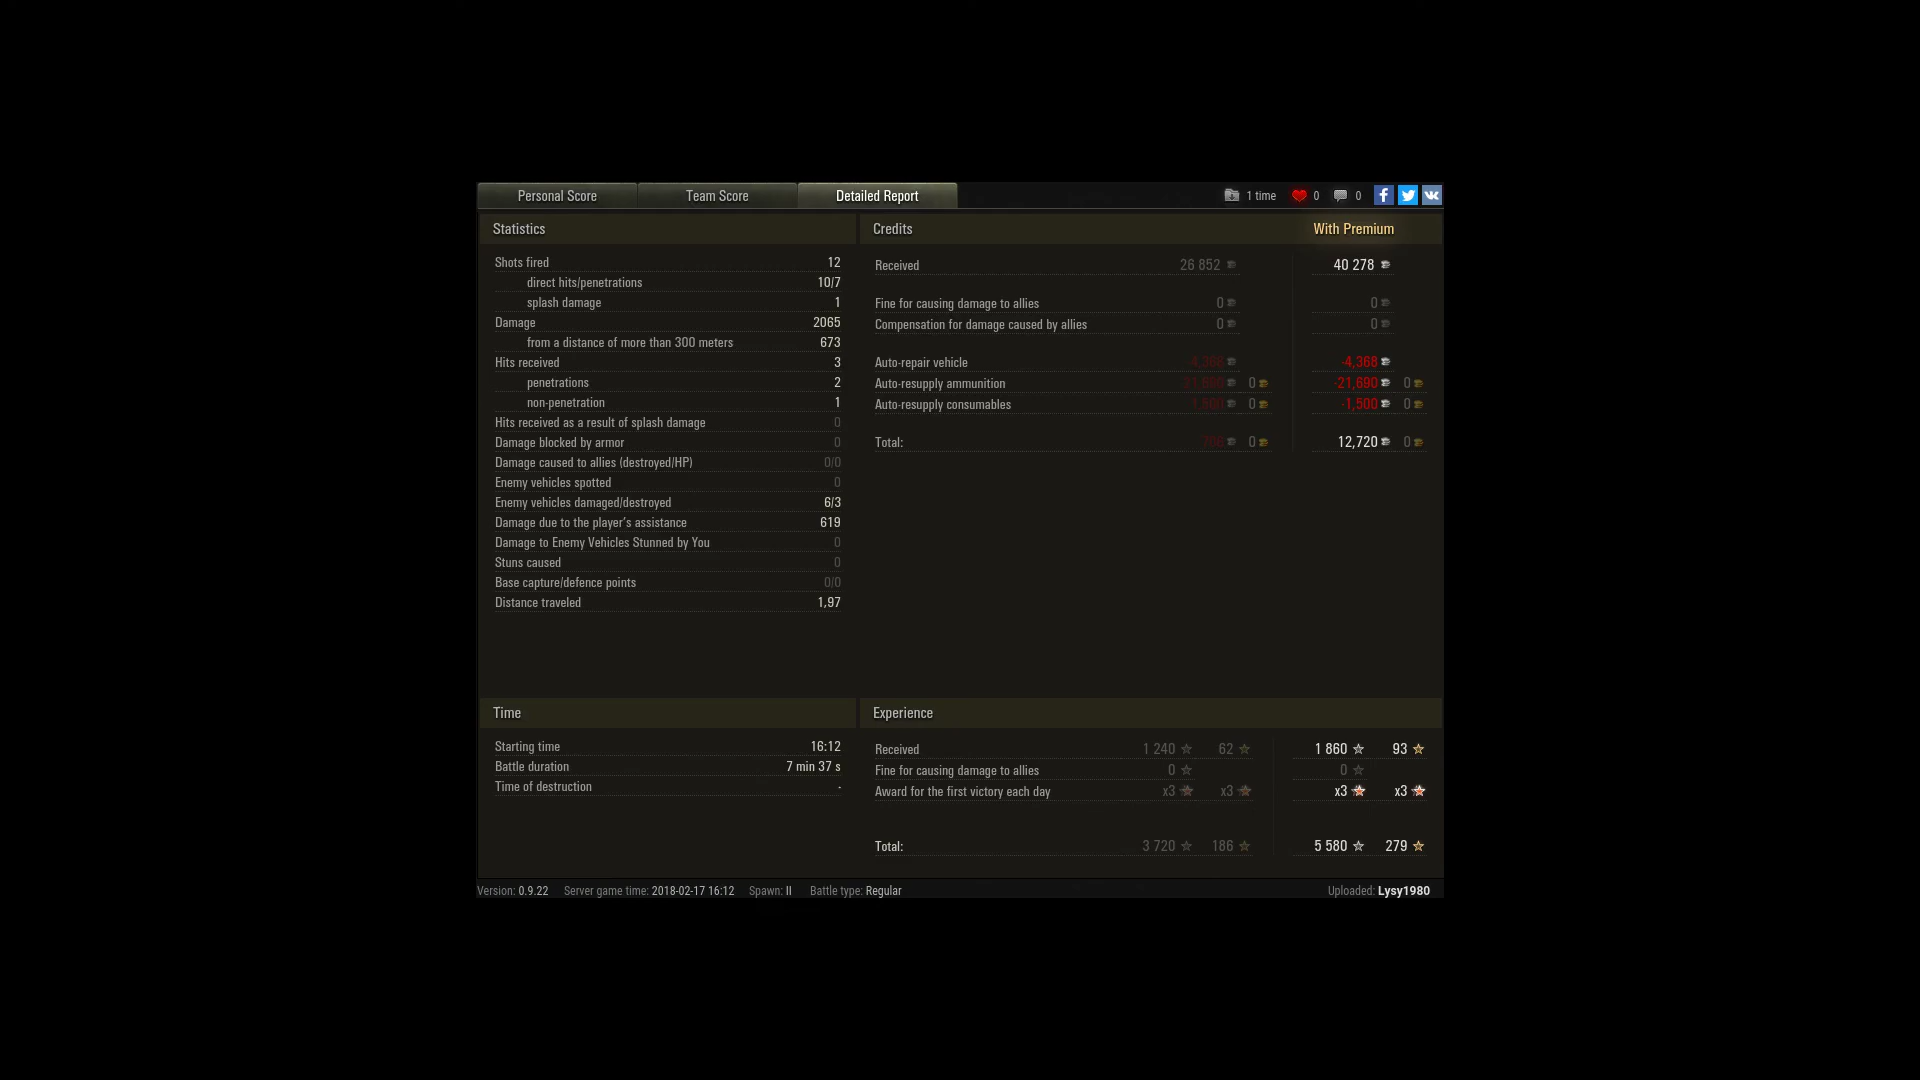 Personal Score Team Score Detailed Report 1 time 0 0
Statistics
Shots fired 12
direct hits/penetrations 10/7
splash damage 1
Damage 2065
from a distance of more than 300 meters 673
Hits received 3
penetrations 2
non-penetration 1
Hits received as a result of splash damage 0
Damage blocked by armor 0
Damage caused to allies (destroyed/HP) 0/0
Enemy vehicles spotted 0
Enemy vehicles damaged/destroyed 6/3
Damage due to the player's assistance 619
Damage to Enemy Vehicles Stunned by You 0
Stuns caused 0
Base capture/defence points 0/0
Distance traveled 1,97
Credits With Premium
Received 26 852 40 278
Fine for causing damage to allies 0 0
Compensation for damage caused by allies 0 0
Auto-repair vehicle -4,368 -4,368
Auto-resupply ammunition -21,690 0 -21,690 0
Auto-resupply consumables -1,500 0 -1,500 0
Total: 0 12,720 0
Time
Starting time 16:12
Battle duration 7 min 37 s
Time of destruction -
Experience
Received 1 240 62 1 860 93
Fine for causing damage to allies 0 0
Award for the first victory each day x3 x3 x3 x3
Total: 3 720 186 5 580 279
Version: 0.9.22 Server game time: 2018-02-17 16:12 Spawn: II Battle type: Regular Uploaded: Lysy1980